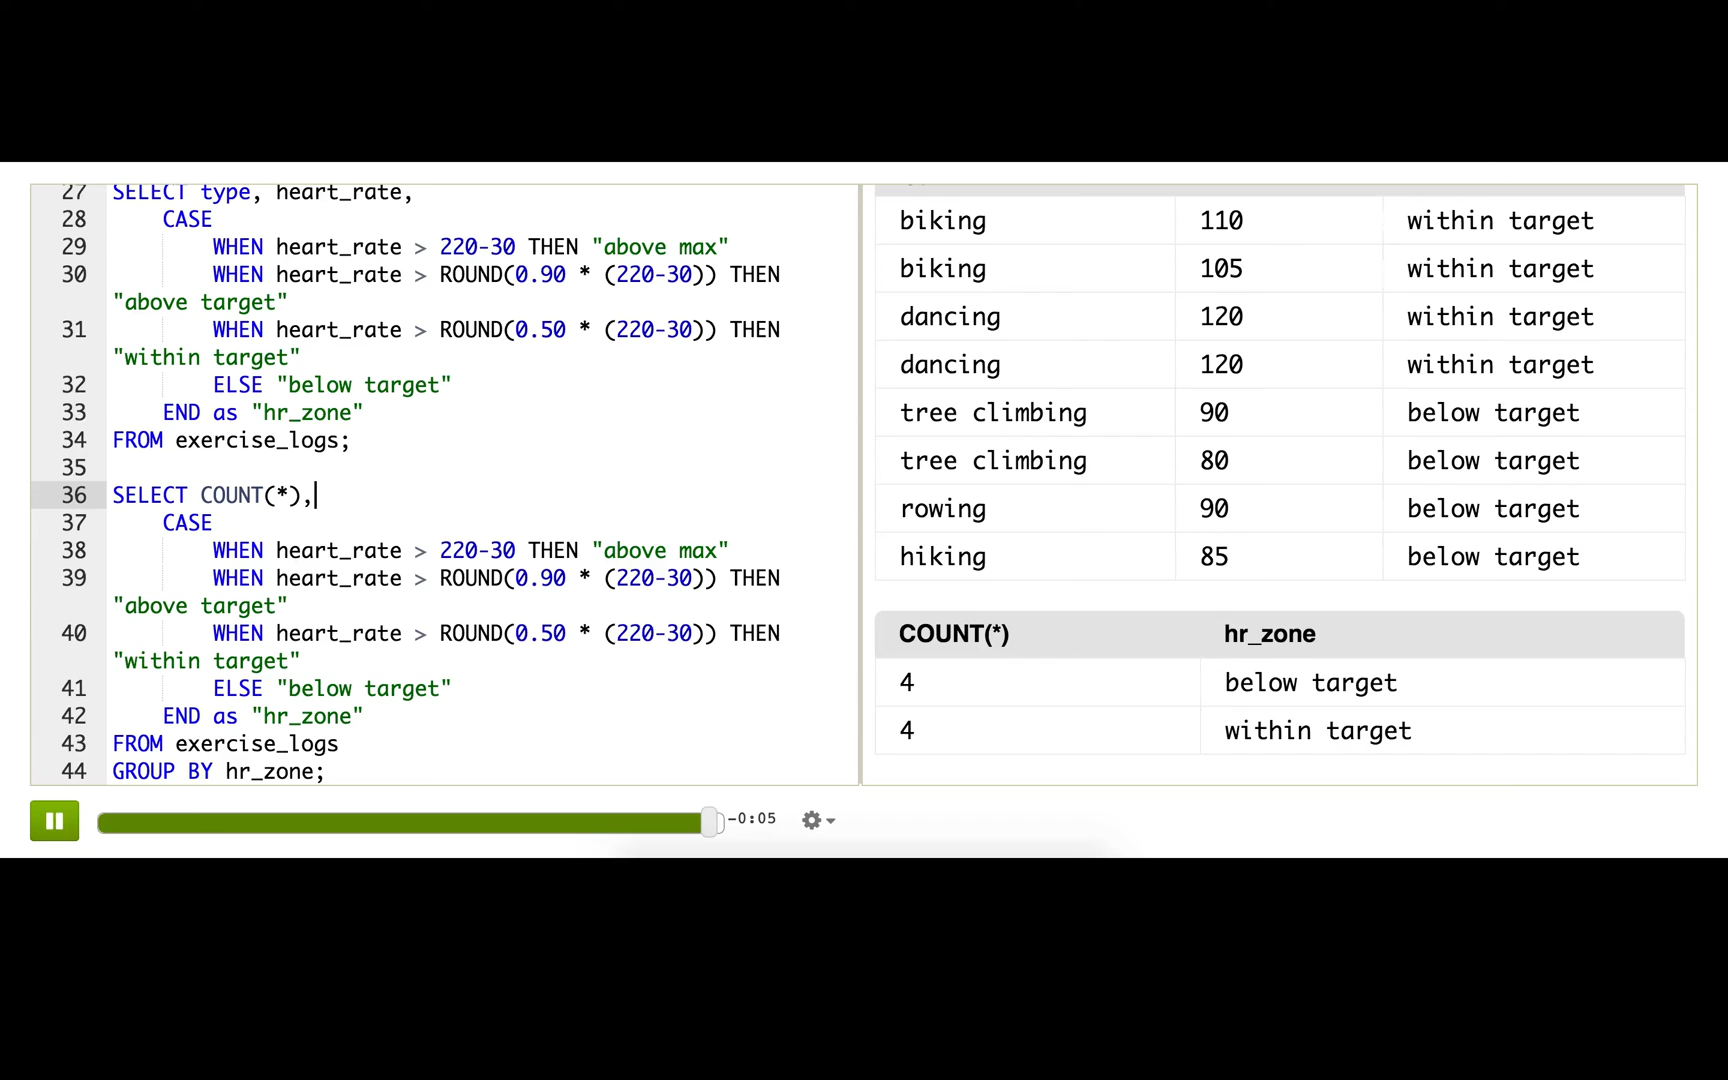 27 SELECT type, heart_rate,
28 CASE
29 WHEN heart_rate > 220-30 THEN "above max"
30 WHEN heart_rate > ROUND(0.90 * (220-30)) THEN
"above target"
31 WHEN heart_rate > ROUND(0.50 * (220-30)) THEN
"within target"
32 ELSE "below target"
33 END as "hr_zone"
34 FROM exercise_logs;
35
36 SELECT COUNT(*),
37 CASE
38 WHEN heart_rate > 220-30 THEN "above max"
39 WHEN heart_rate > ROUND(0.90 * (220-30)) THEN
"above target"
40 WHEN heart_rate > ROUND(0.50 * (220-30)) THEN
"within target"
41 ELSE "below target"
42 END as "hr_zone"
43 FROM exercise_logs
44 GROUP BY hr_zone;
biking 110 within target
biking 105 within target
dancing 120 within target
dancing 120 within target
tree climbing 90 below target
tree climbing 80 below target
rowing 90 below target
hiking 85 below target
COUNT(*) hr_zone
4 below target
4 within target
-0:05